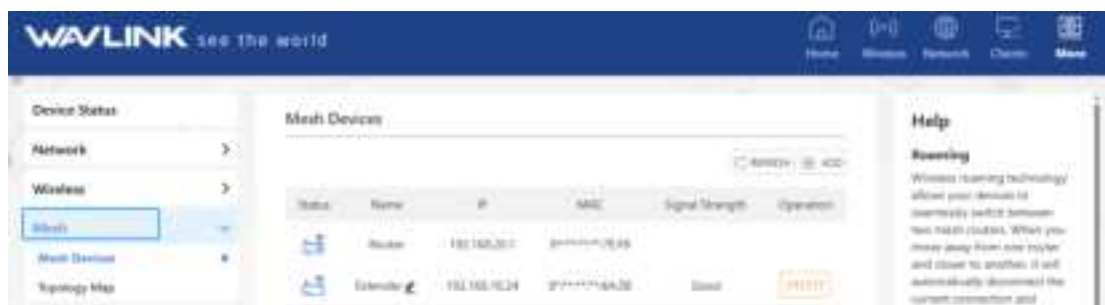 WAVLINK see the world
Home Wireless Network Clients More
Device Status
Mesh Devices
Help
Network
Roaming
REFRESH ADD
Wireless
Wireless roaming technology
allows your devices to
seamlessly switch between
Status Name IP MAC Signal Strength Operation
Mesh
two mesh routers. When you
move away from one router
Router
Mesh Devices
and closer to another, it will
automatically disconnect the
Topology Map
Extender
Good
DELETE
current connection and